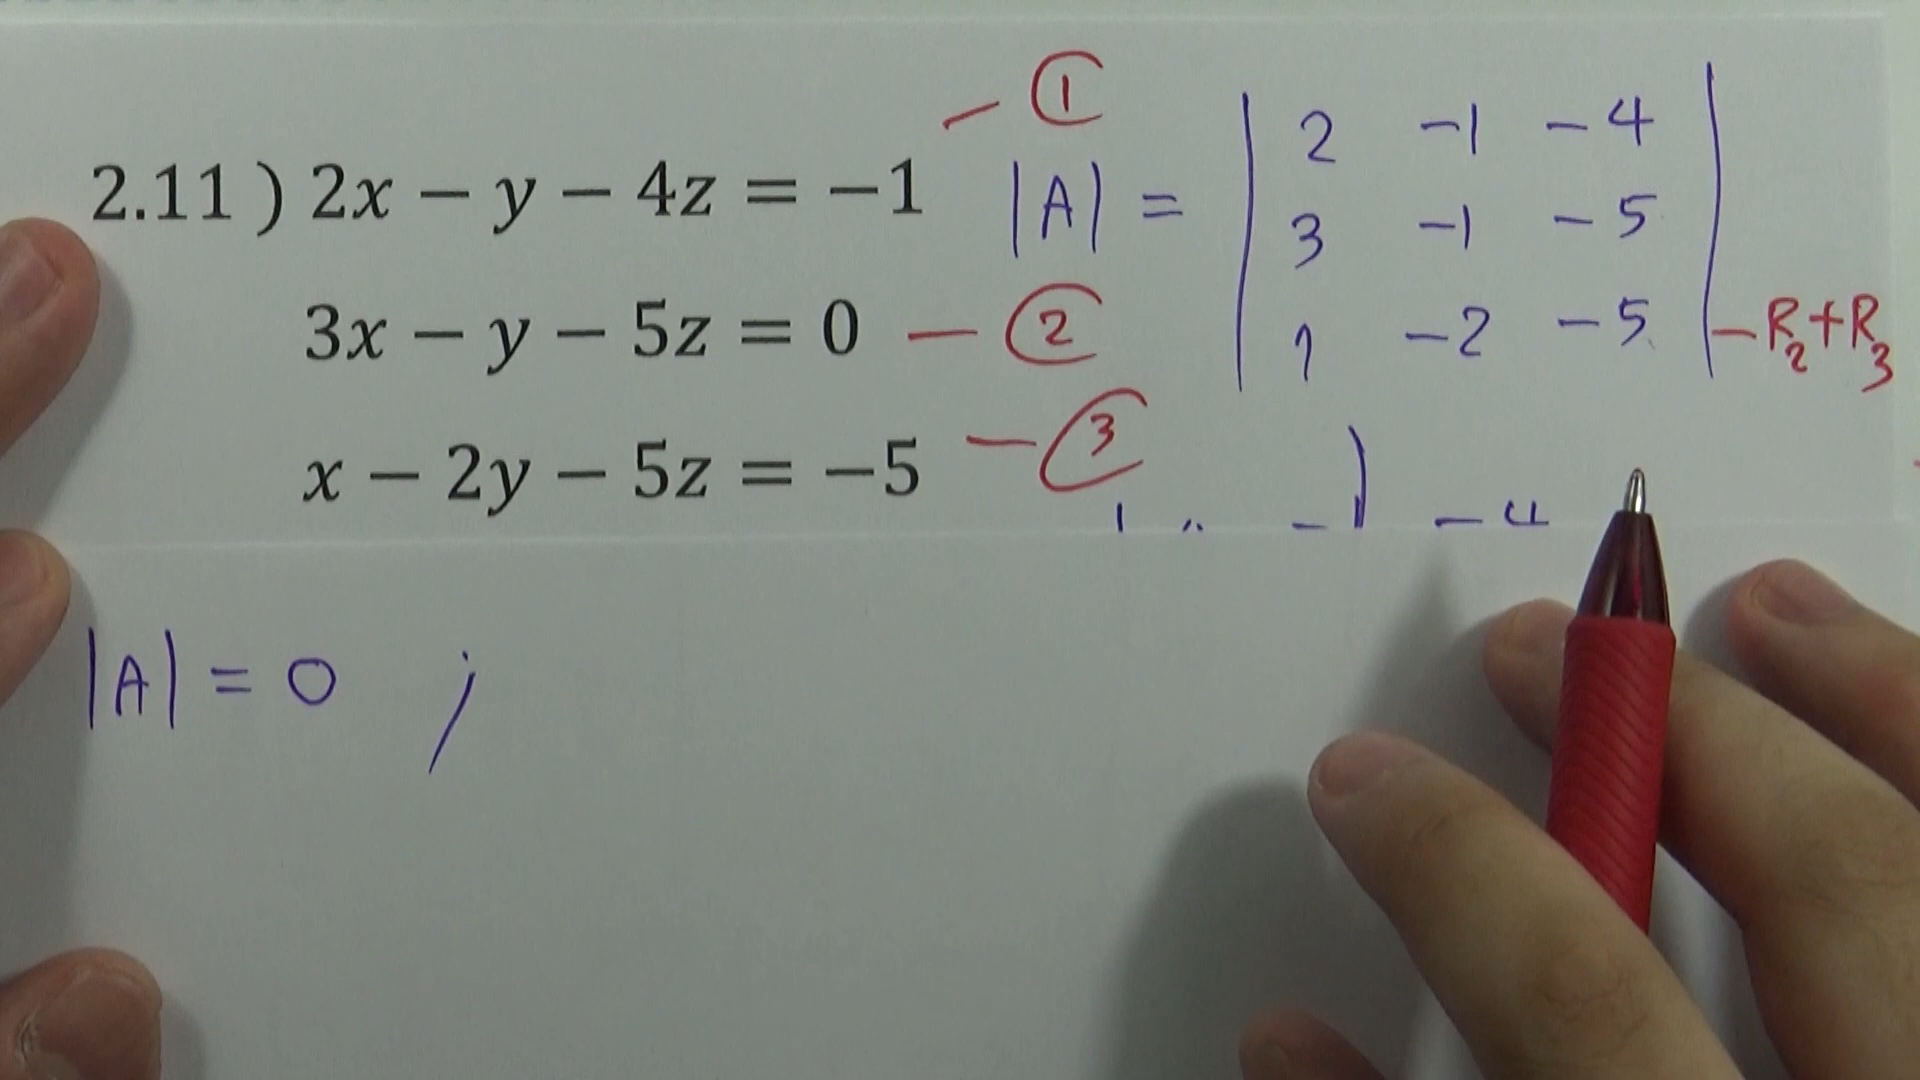 2.11 ) 2x − y − 4z = −1 — ①
3x − y − 5z = 0 — ②
x − 2y − 5z = −5 — ③
|A| = | 2 −1 −4 |
| 3 −1 −5 |
| 1 −2 −5 | −R₂+R₃
−4
|A| = 0 ;